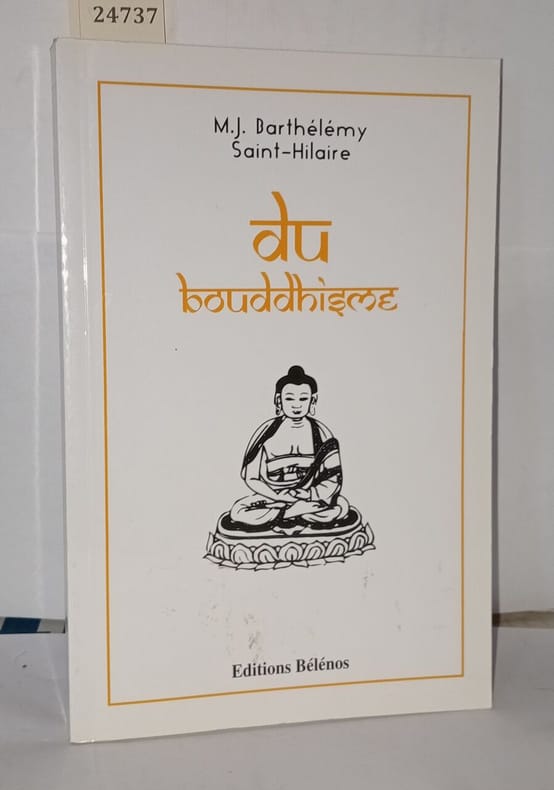 24737
M.J. Barthélémy
Saint-Hilaire
du
bouddhisme
Editions Bélénos